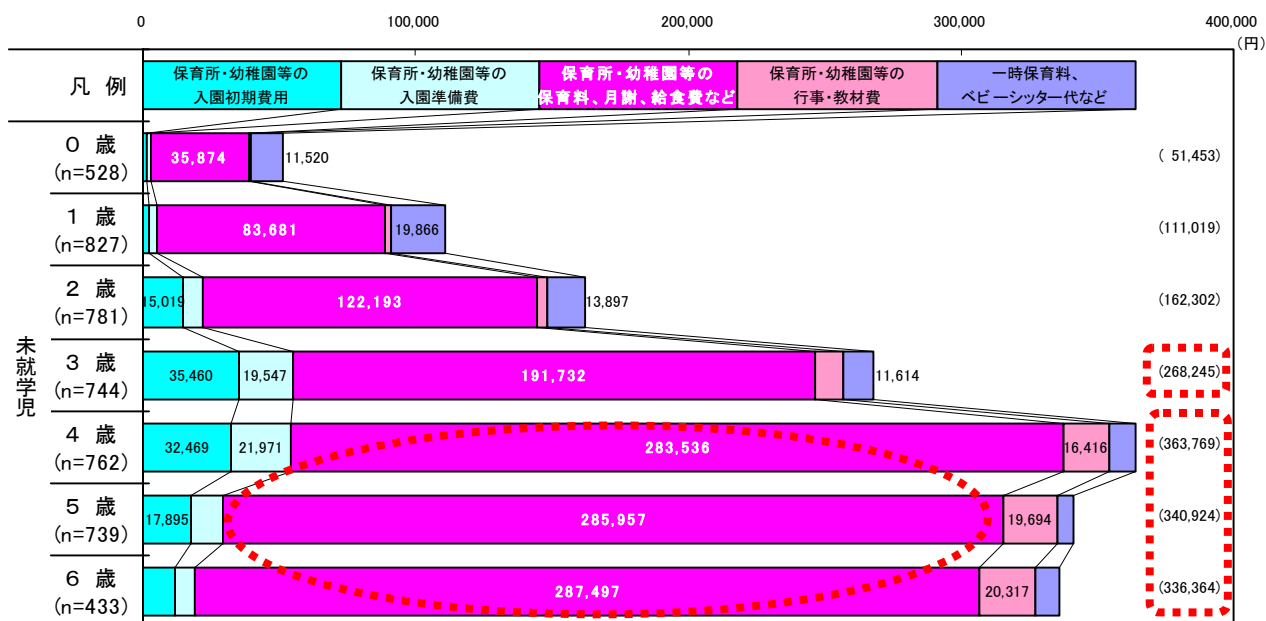 0 100,000 200,000 300,000 400,000
(円)
凡 例
保育所・幼稚園等の
入園初期費用
保育所・幼稚園等の
入園準備費
保育所・幼稚園等の
保育料、月謝、給食費など
保育所・幼稚園等の
行事・教材費
一時保育料、
ベビーシッター代など
未就学児
0 歳
(n=528)
35,874 11,520 ( 51,453)
1 歳
(n=827)
83,681 19,866 (111,019)
2 歳
(n=781)
15,019 122,193 13,897 (162,302)
3 歳
(n=744)
35,460 19,547 191,732 11,614 (268,245)
4 歳
(n=762)
32,469 21,971 283,536 16,416 (363,769)
5 歳
(n=739)
17,895 285,957 19,694 (340,924)
6 歳
(n=433)
287,497 20,317 (336,364)